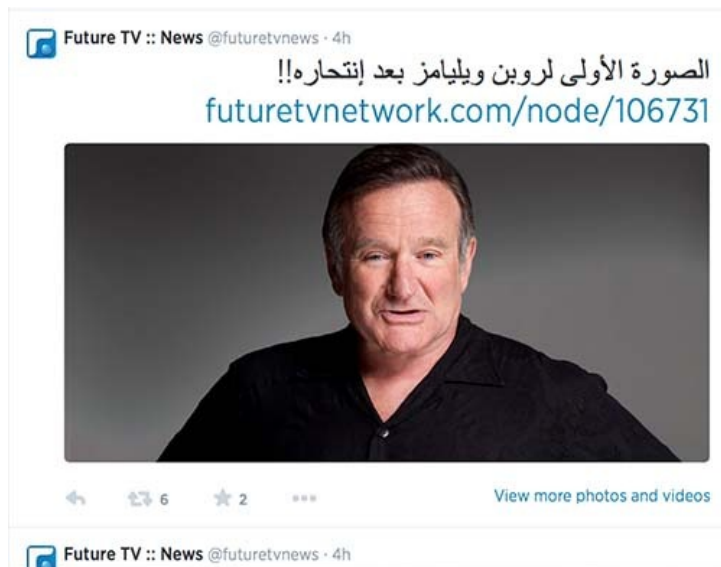 Future TV :: News @futuretvnews · 4h
الصورة الأولى لروبن ويليامز بعد إنتحاره!!
futuretvnetwork.com/node/106731
6 2 View more photos and videos
Future TV :: News @futuretvnews · 4h